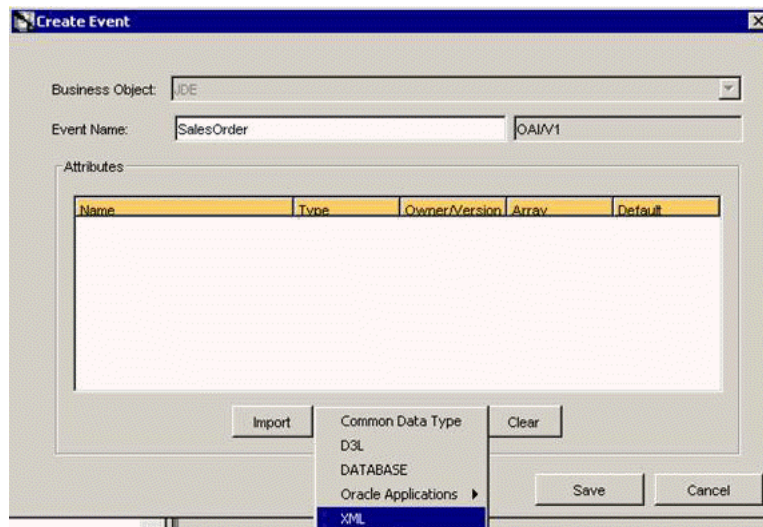 Create Event
Business Object: JDE
Event Name: SalesOrder OAI/V1
Attributes
Name Type Owner/Version Array Default
Import Common Data Type Clear
D3L
DATABASE
Oracle Applications
Save Cancel
XML